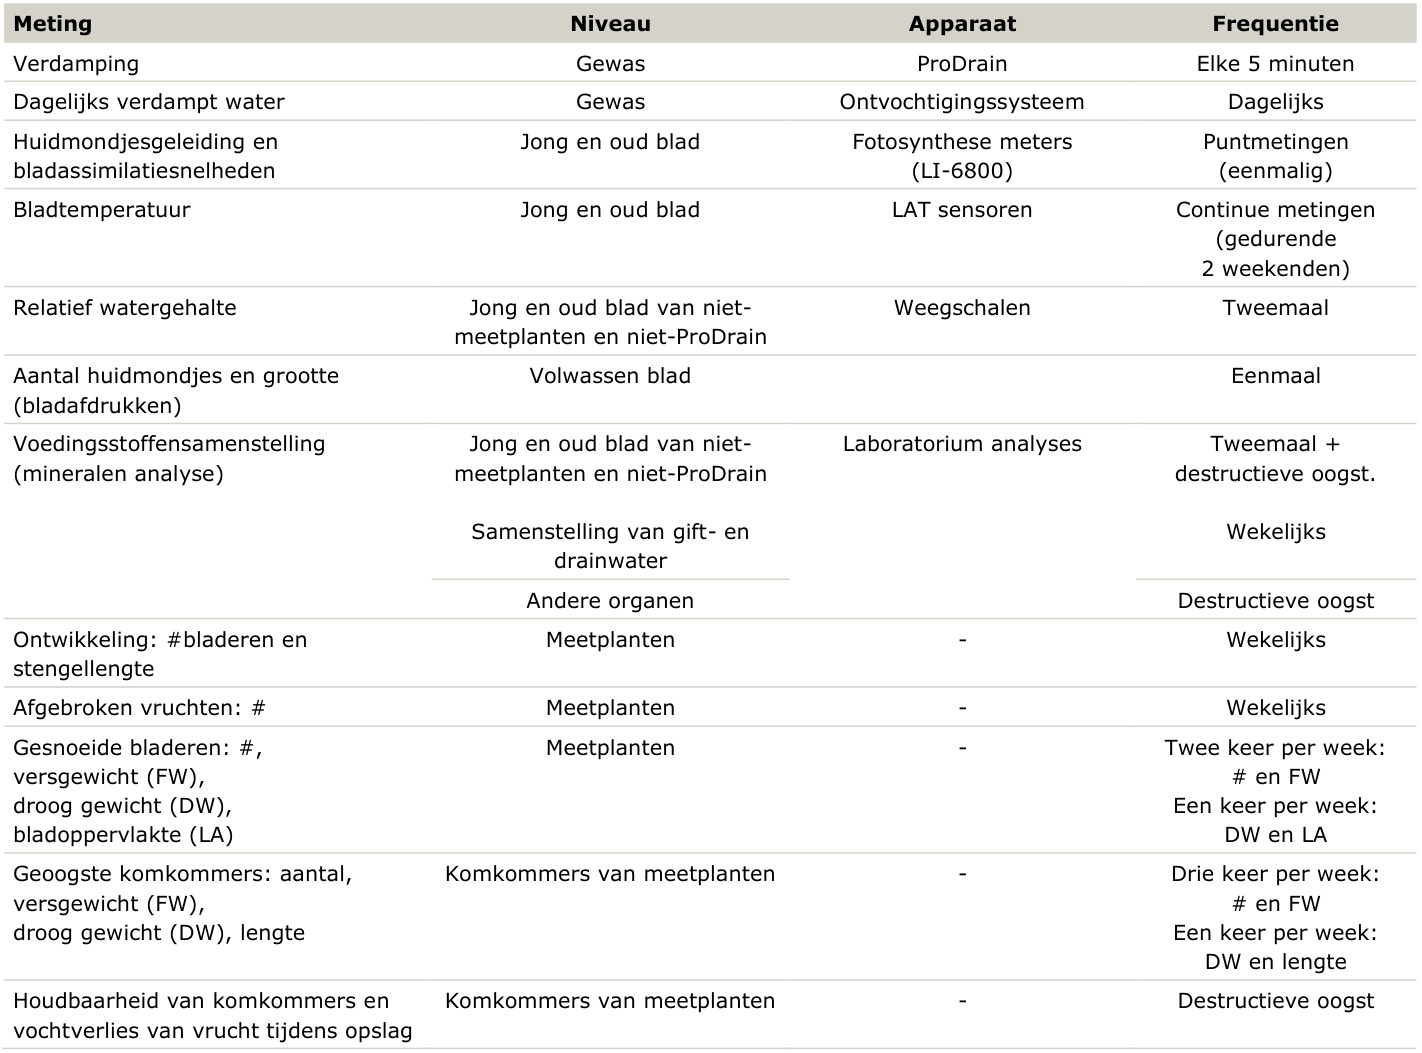 Meting Niveau Apparaat Frequentie
Verdamping Gewas ProDrain Elke 5 minuten
Dagelijks verdampt water Gewas Ontvochtigingssysteem Dagelijks
Huidmondjesgeleiding en Jong en oud blad Fotosynthese meters Puntmetingen
bladassimilatiesnelheden (LI-6800) (eenmalig)
Bladtemperatuur Jong en oud blad LAT sensoren Continue metingen
(gedurende
2 weekenden)
Relatief watergehalte Jong en oud blad van niet- Weegschalen Tweemaal
meetplanten en niet-ProDrain
Aantal huidmondjes en grootte Volwassen blad Eenmaal
(bladafdrukken)
Voedingsstoffensamenstelling Jong en oud blad van niet- Laboratorium analyses Tweemaal +
(mineralen analyse) meetplanten en niet-ProDrain destructieve oogst.
Samenstelling van gift- en Wekelijks
drainwater
Andere organen Destructieve oogst
Ontwikkeling: #bladeren en Meetplanten - Wekelijks
stengellengte
Afgebroken vruchten: # Meetplanten - Wekelijks
Gesnoeide bladeren: #, Meetplanten - Twee keer per week:
versgewicht (FW), # en FW
droog gewicht (DW), Een keer per week:
bladoppervlakte (LA) DW en LA
Geoogste komkommers: aantal, Komkommers van meetplanten - Drie keer per week:
versgewicht (FW), # en FW
droog gewicht (DW), lengte Een keer per week:
DW en lengte
Houdbaarheid van komkommers en Komkommers van meetplanten - Destructieve oogst
vochtverlies van vrucht tijdens opslag